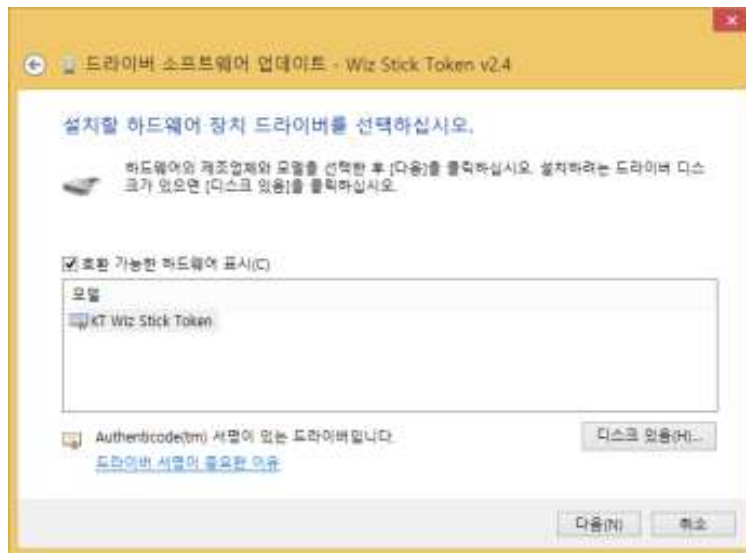 드라이버 소프트웨어 업데이트 - Wiz Stick Token v2.4
설치할 하드웨어 장치 드라이버를 선택하십시오.
하드웨어의 제조업체와 모델을 선택한 후 [다음]을 클릭하십시오. 설치하려는 드라이버 디스
크가 있으면 [디스크 있음]을 클릭하십시오.
호환 가능한 하드웨어 표시(C)
모델
KT Wiz Stick Token
Authenticode(tm) 서명이 있는 드라이버입니다.
디스크 있음(H)...
드라이버 서명이 중요한 이유
다음(N)
취소